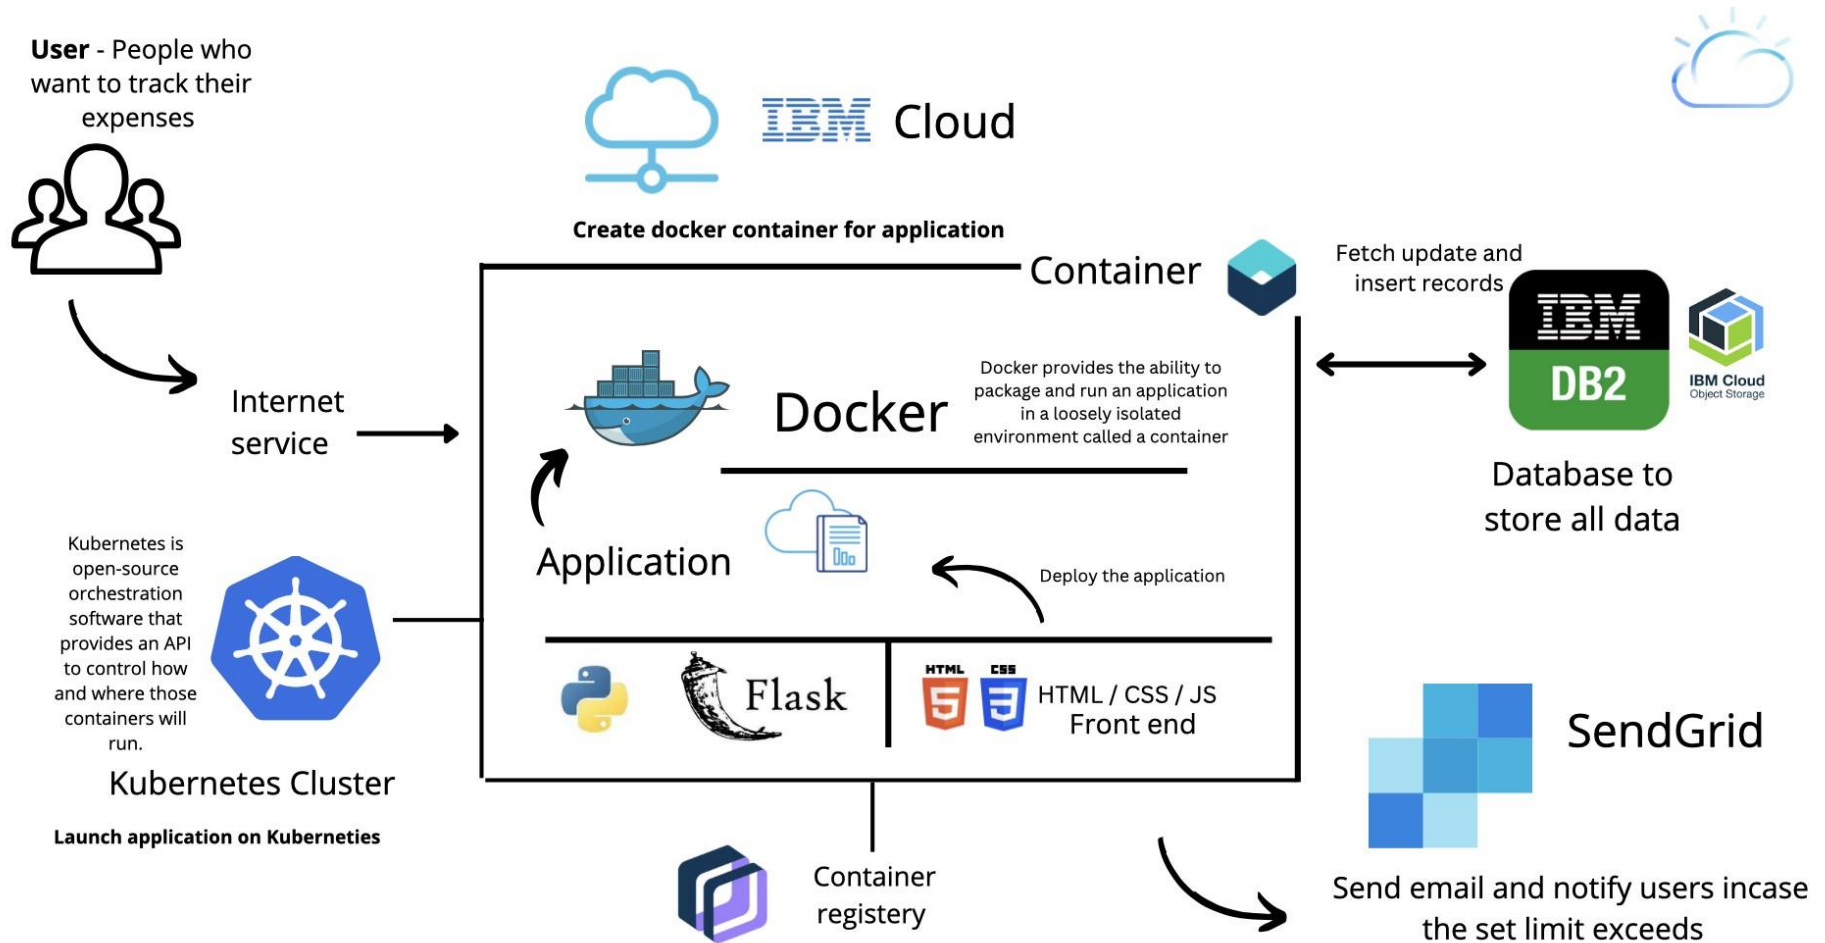 User - People who
want to track their
expenses
IBM Cloud
Create docker container for application
Container
Fetch update and
insert records
IBM
DB2
IBM Cloud
Object Storage
Database to
store all data
Internet
service
Docker
Docker provides the ability to
package and run an application
in a loosely isolated
environment called a container
Application
Deploy the application
Flask
HTML
CSS
HTML / CSS / JS
Front end
Kubernetes is
open-source
orchestration
software that
provides an API
to control how
and where those
containers will
run.
Kubernetes Cluster
Launch application on Kuberneties
Container
registery
SendGrid
Send email and notify users incase
the set limit exceeds